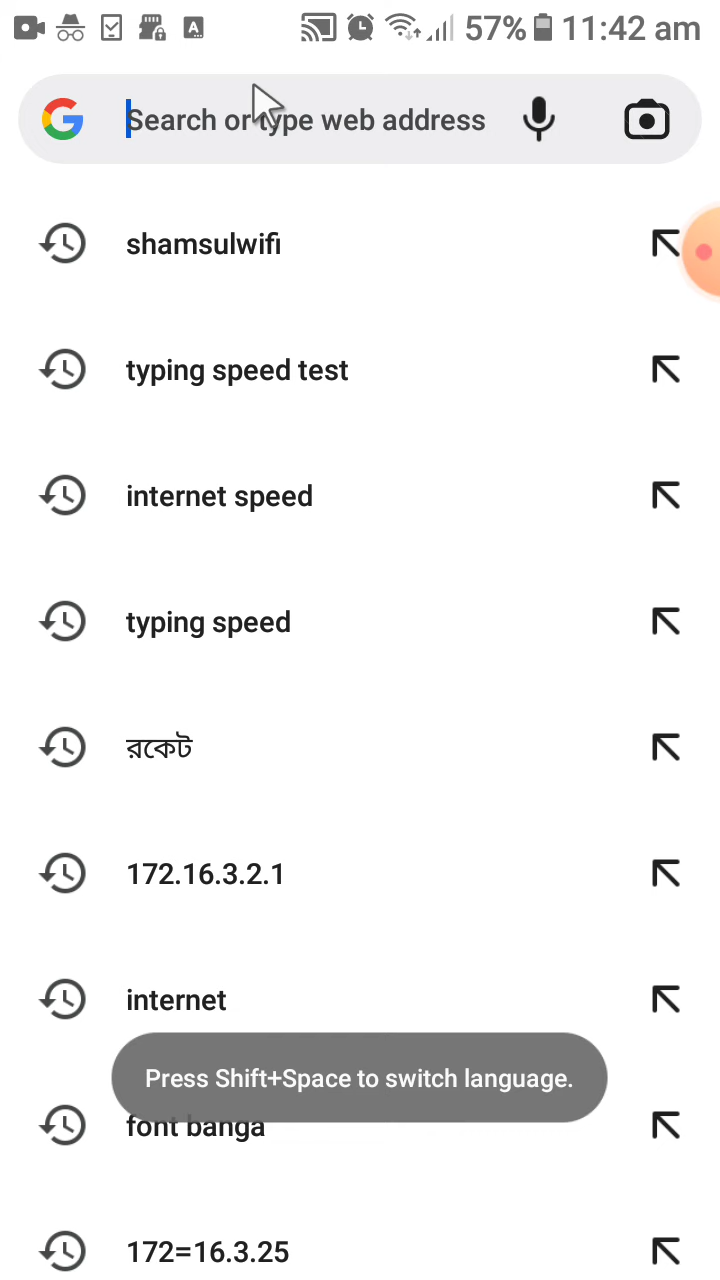 57% 11:42 am
Search or type web address
shamsulwifi
typing speed test
internet speed
typing speed
রকেট
172.16.3.2.1
internet
Press Shift+Space to switch language.
font banga
172=16.3.25